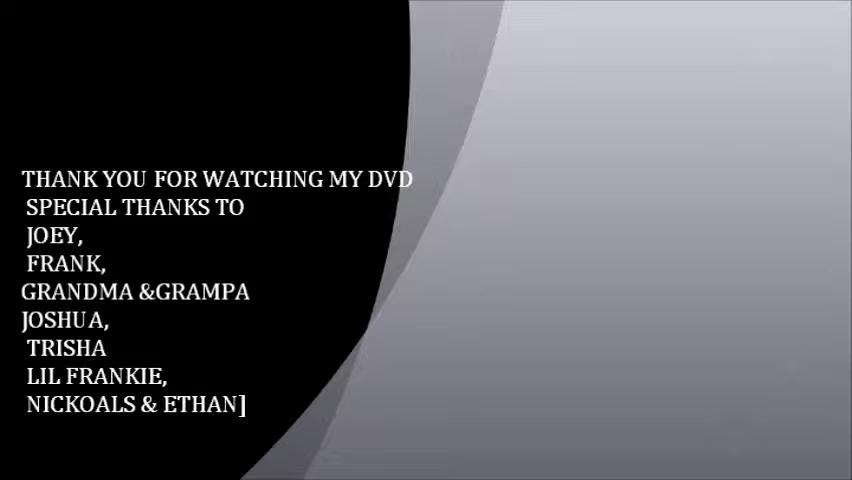 THANK YOU FOR WATCHING MY DVD
SPECIAL THANKS TO
JOEY,
FRANK,
GRANDMA &GRAMPA
JOSHUA,
TRISHA
LIL FRANKIE,
NICKOALS & ETHAN]